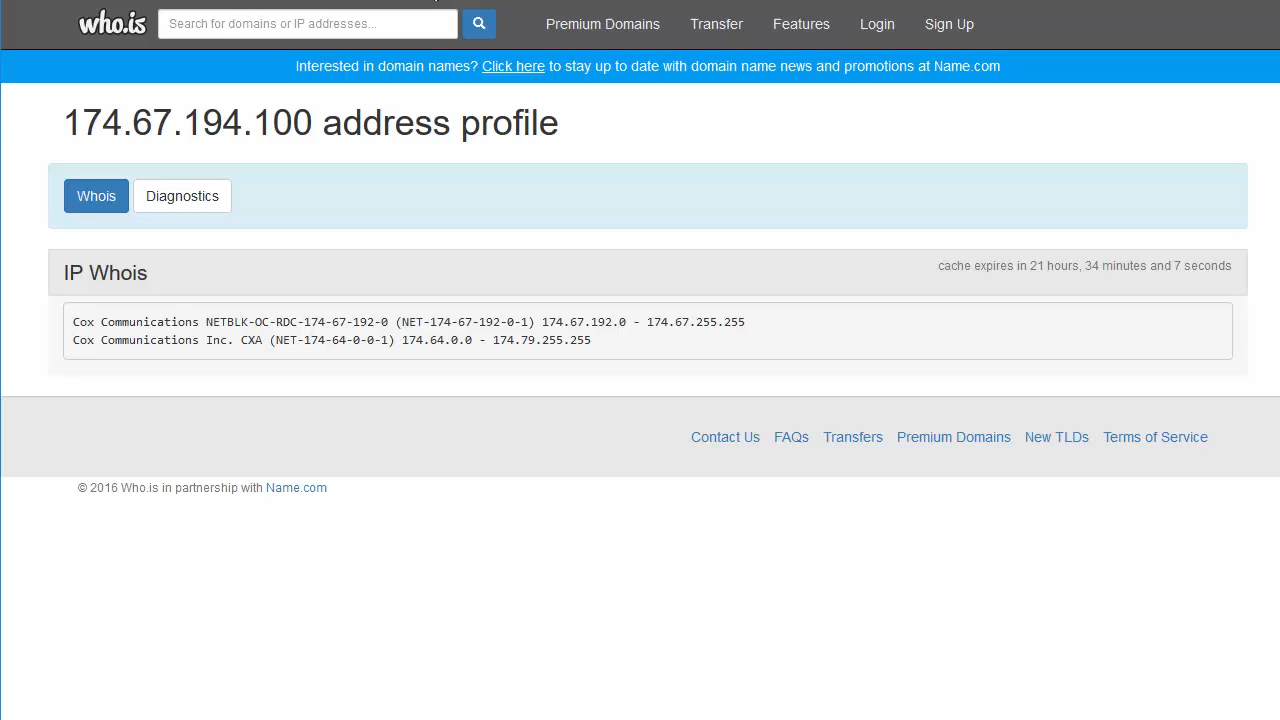 who.is Search for domains or IP addresses... Premium Domains Transfer Features Login Sign Up
Interested in domain names? Click here to stay up to date with domain name news and promotions at Name.com
174.67.194.100 address profile
Whois Diagnostics
IP Whois cache expires in 21 hours, 34 minutes and 7 seconds
Cox Communications NETBLK-OC-RDC-174-67-192-0 (NET-174-67-192-0-1) 174.67.192.0 - 174.67.255.255
Cox Communications Inc. CXA (NET-174-64-0-0-1) 174.64.0.0 - 174.79.255.255
Contact Us FAQs Transfers Premium Domains New TLDs Terms of Service
© 2016 Who.is in partnership with Name.com